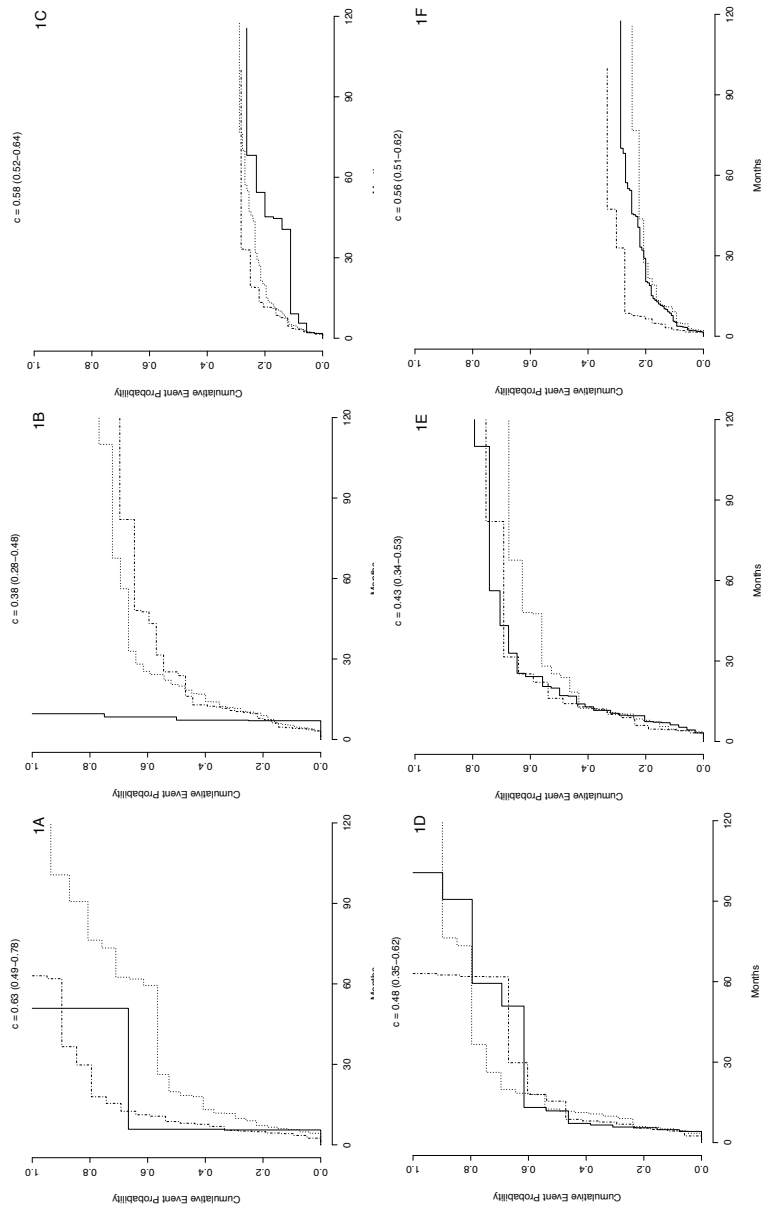 1A
c = 0.63 (0.49–0.78)
Cumulative Event Probability
1.0
0.8
0.6
0.4
0.2
0.0
0 30 60 90 120
1B
c = 0.38 (0.28–0.48)
Cumulative Event Probability
1.0
0.8
0.6
0.4
0.2
0.0
0 30 60 90 120
1C
c = 0.58 (0.52–0.64)
Cumulative Event Probability
1.0
0.8
0.6
0.4
0.2
0.0
0 30 60 90 120
1D
c = 0.48 (0.35–0.62)
Cumulative Event Probability
1.0
0.8
0.6
0.4
0.2
0.0
0 30 60 90 120
Months
1E
c = 0.43 (0.34–0.53)
Cumulative Event Probability
1.0
0.8
0.6
0.4
0.2
0.0
0 30 60 90 120
Months
1F
c = 0.56 (0.51–0.62)
Cumulative Event Probability
1.0
0.8
0.6
0.4
0.2
0.0
0 30 60 90 120
Months